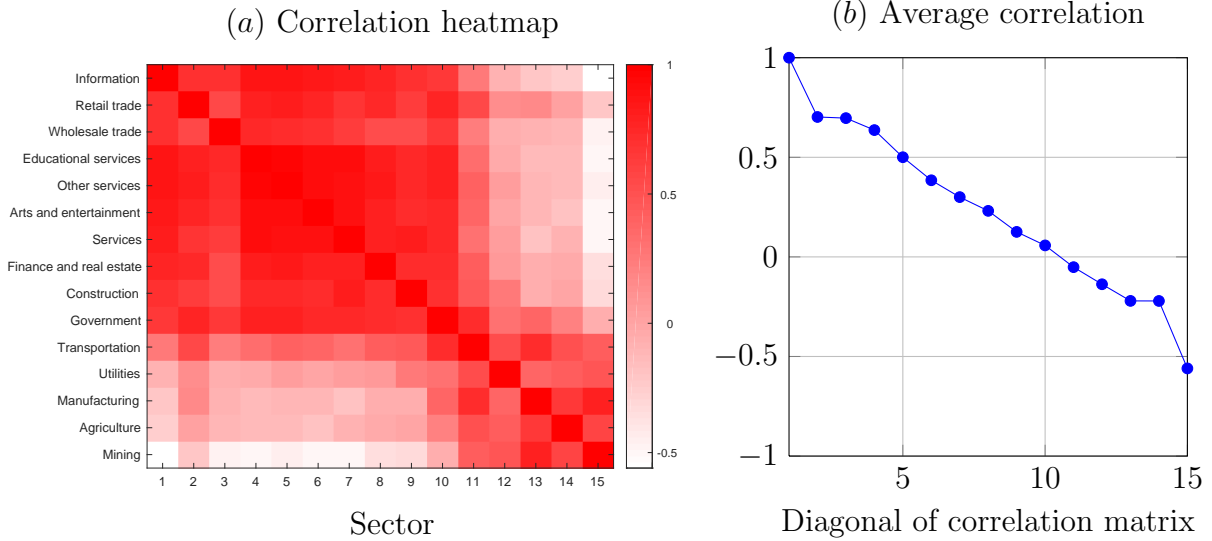 (a) Correlation heatmap
Information
Retail trade
Wholesale trade
Educational services
Other services
Arts and entertainment
Services
Finance and real estate
Construction
Government
Transportation
Utilities
Manufacturing
Agriculture
Mining
1 2 3 4 5 6 7 8 9 10 11 12 13 14 15
Sector
1
0.5
0
-0.5
(b) Average correlation
1
0.5
0
−0.5
−1
5 10 15
Diagonal of correlation matrix